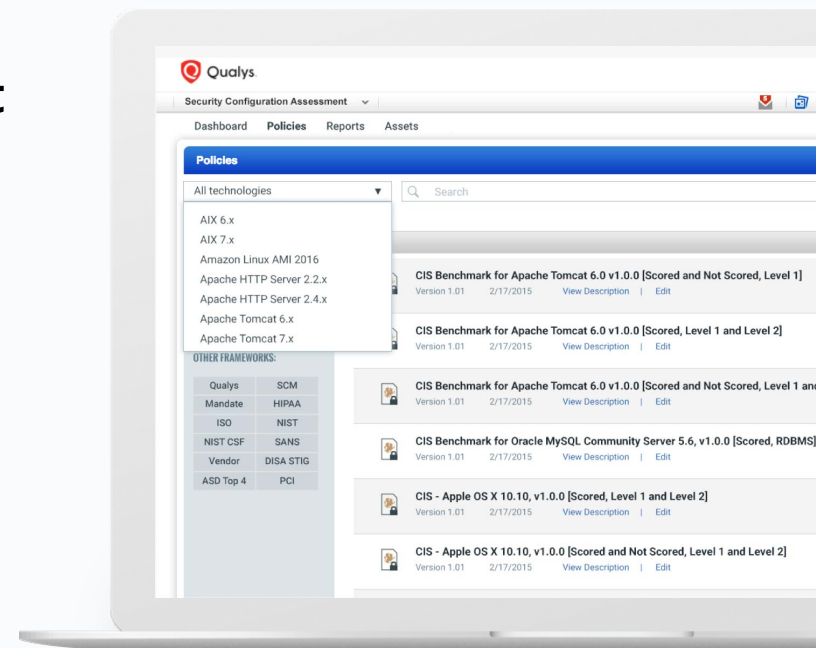 t
Qualys.
Security Configuration Assessment
5
Dashboard Policies Reports Assets
Policies
All technologies
Search
AIX 6.x
AIX 7.x
Amazon Linux AMI 2016
Apache HTTP Server 2.2.x
Apache HTTP Server 2.4.x
Apache Tomcat 6.x
Apache Tomcat 7.x
OTHER FRAMEWORKS:
Qualys SCM
Mandate HIPAA
ISO NIST
NIST CSF SANS
Vendor DISA STIG
ASD Top 4 PCI
CIS Benchmark for Apache Tomcat 6.0 v1.0.0 [Scored and Not Scored, Level 1]
Version 1.01 2/17/2015 View Description | Edit
CIS Benchmark for Apache Tomcat 6.0 v1.0.0 [Scored, Level 1 and Level 2]
Version 1.01 2/17/2015 View Description | Edit
CIS Benchmark for Apache Tomcat 6.0 v1.0.0 [Scored and Not Scored, Level 1 and
Version 1.01 2/17/2015 View Description | Edit
CIS Benchmark for Oracle MySQL Community Server 5.6, v1.0.0 [Scored, RDBMS]
Version 1.01 2/17/2015 View Description | Edit
CIS - Apple OS X 10.10, v1.0.0 [Scored, Level 1 and Level 2]
Version 1.01 2/17/2015 View Description | Edit
CIS - Apple OS X 10.10, v1.0.0 [Scored and Not Scored, Level 1 and Level 2]
Version 1.01 2/17/2015 View Description | Edit